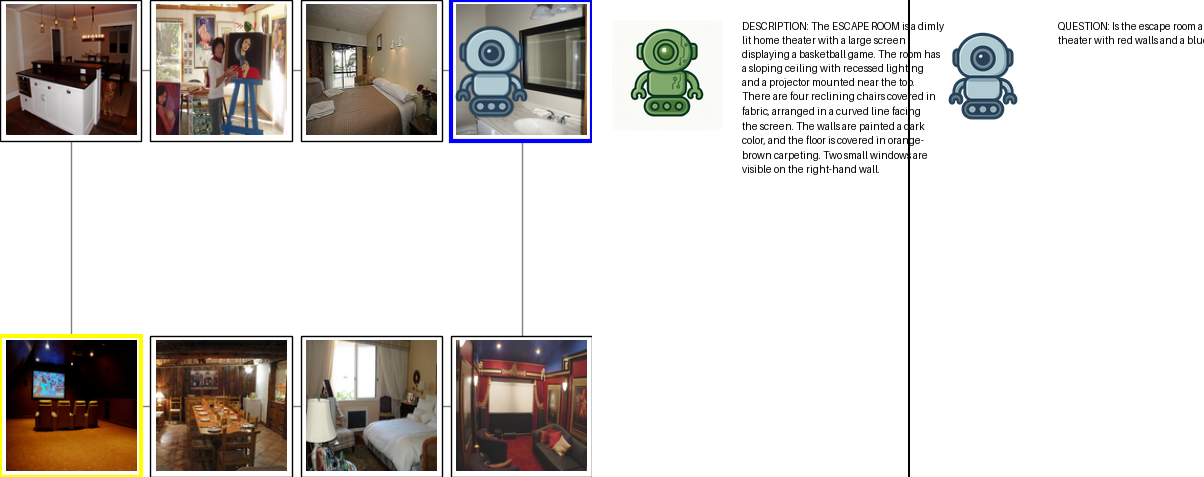 DESCRIPTION: The ESCAPE ROOM is a dimly
lit home theater with a large screen
displaying a basketball game. The room has
a sloping ceiling with recessed lighting
and a projector mounted near the top.
There are four reclining chairs covered in
fabric, arranged in a curved line facing
the screen. The walls are painted a dark
color, and the floor is covered in orange-
brown carpeting. Two small windows are
visible on the right-hand wall.
QUESTION: Is the escape room a
theater with red walls and a blu